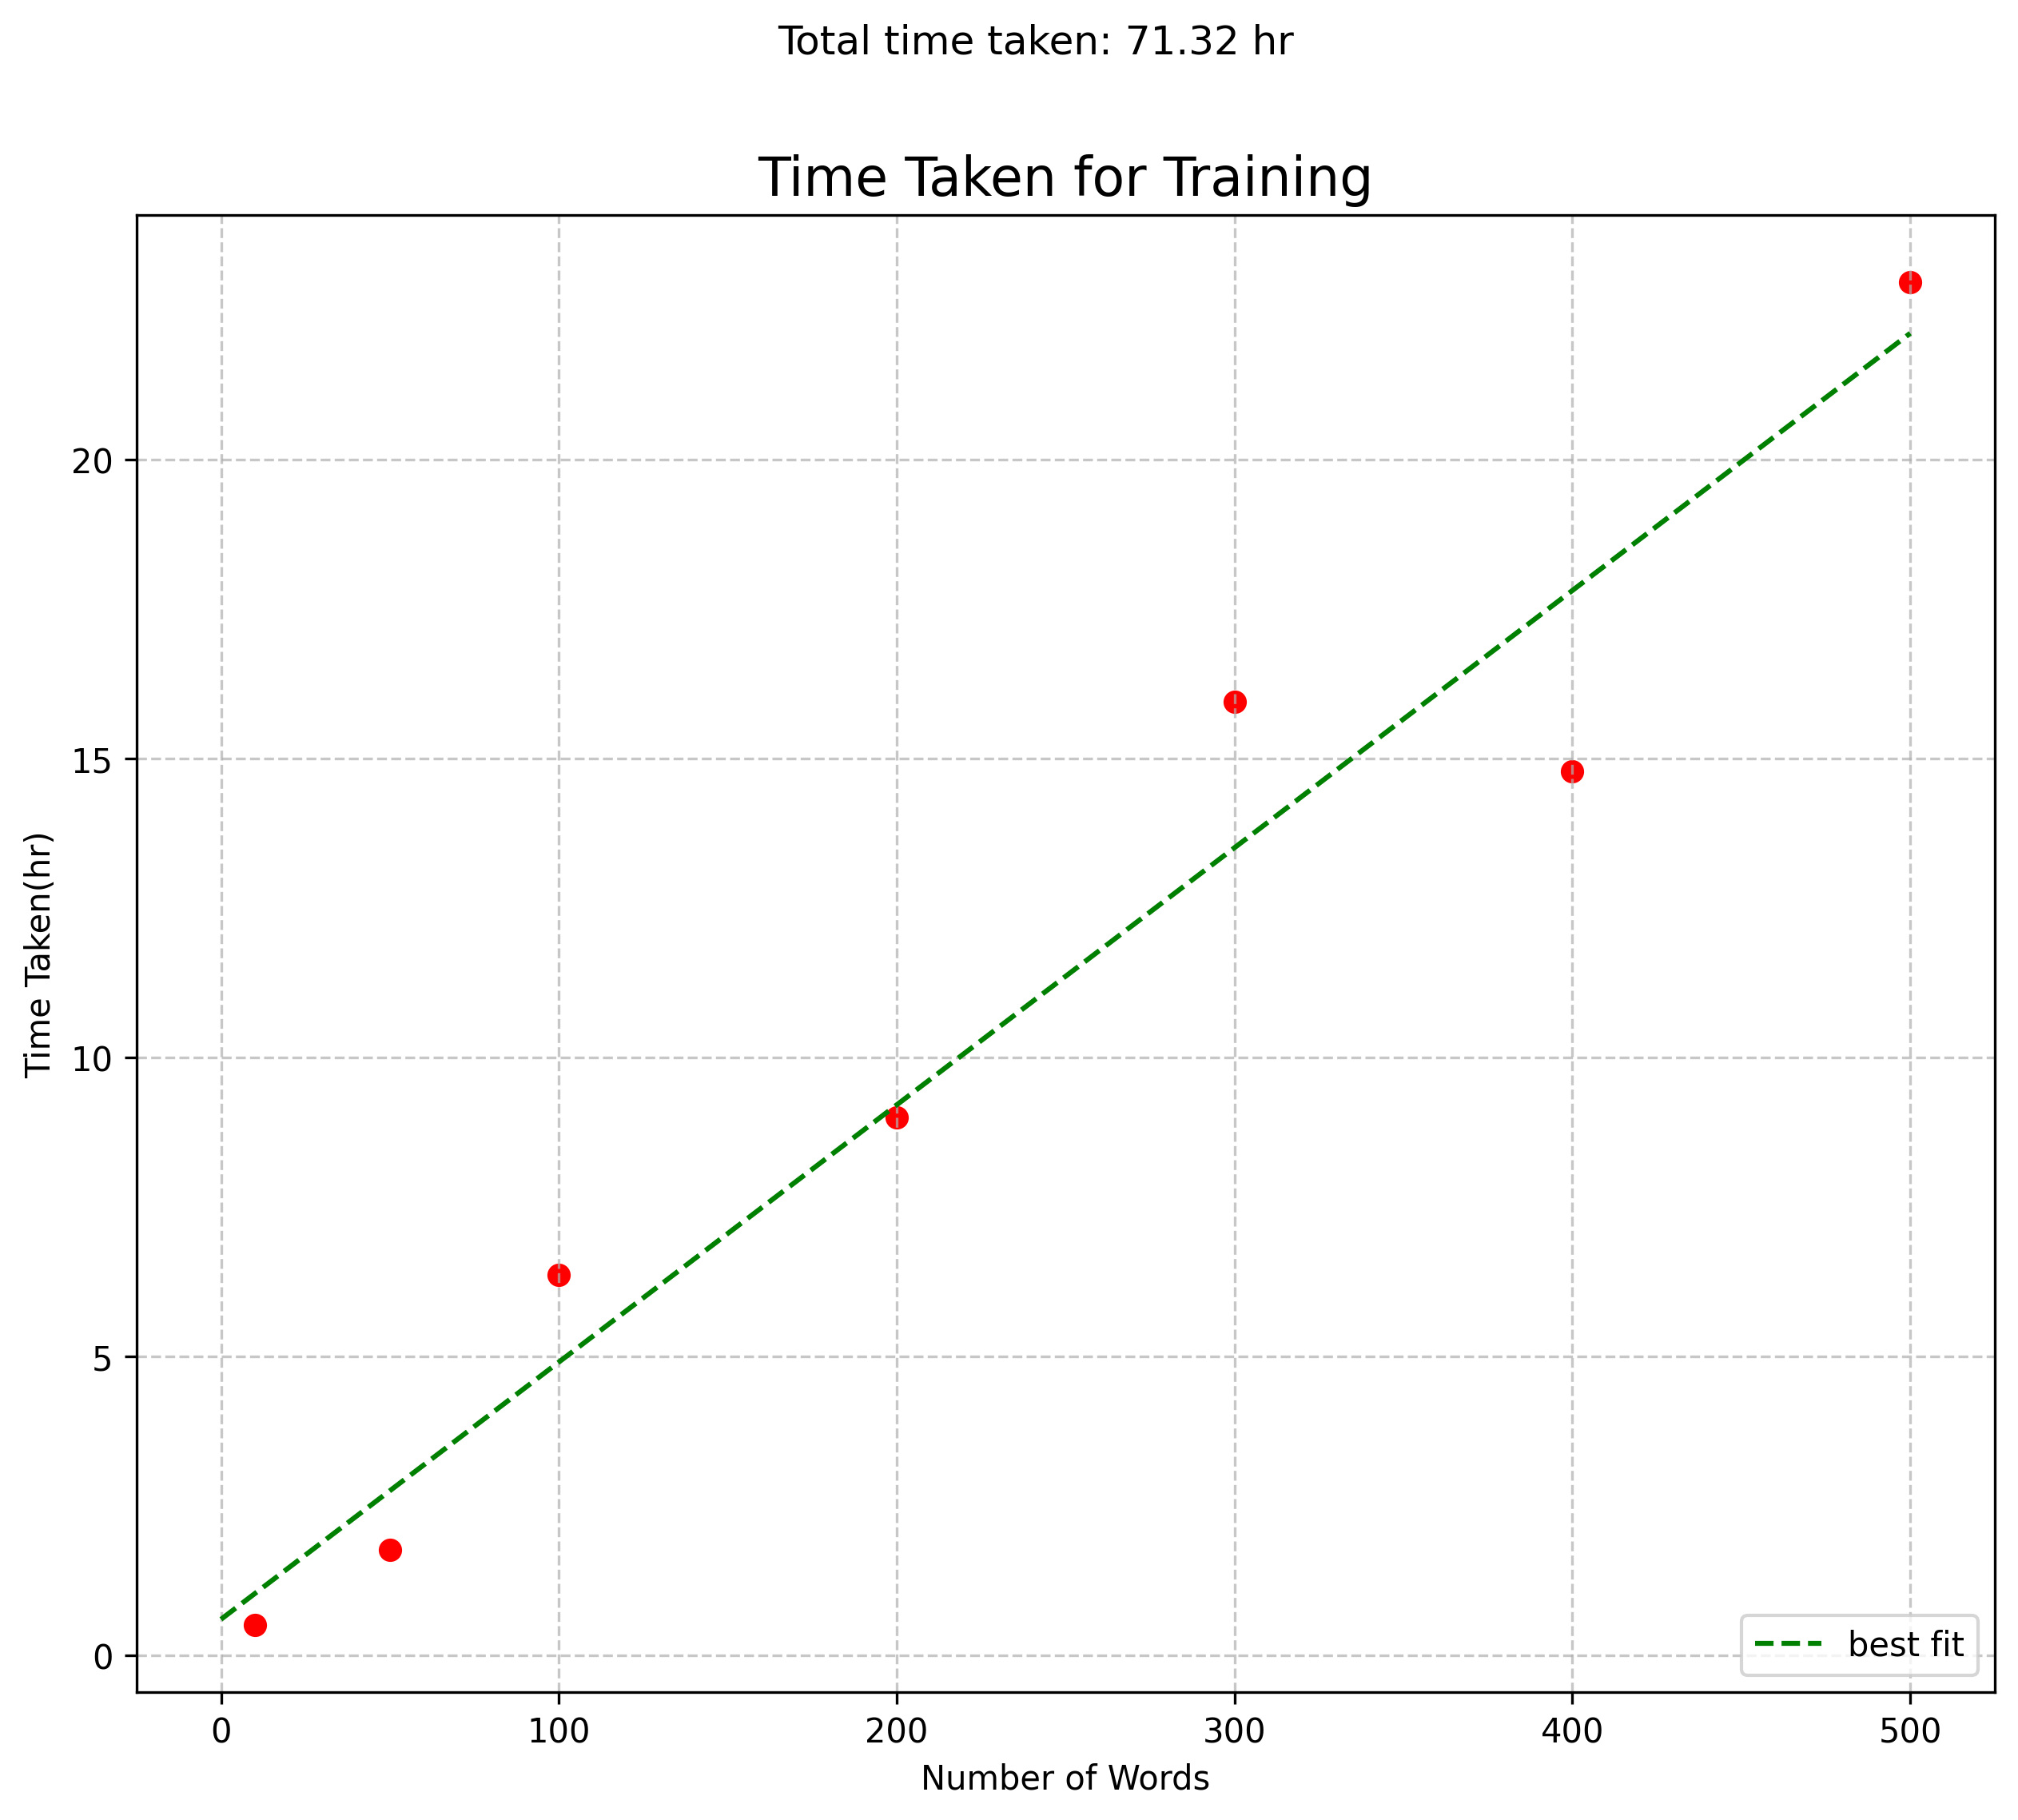 Total time taken: 71.32 hr
Time Taken for Training
Time Taken(hr)
20
15
10
5
0
0 100 200 300 400 500
Number of Words
best fit